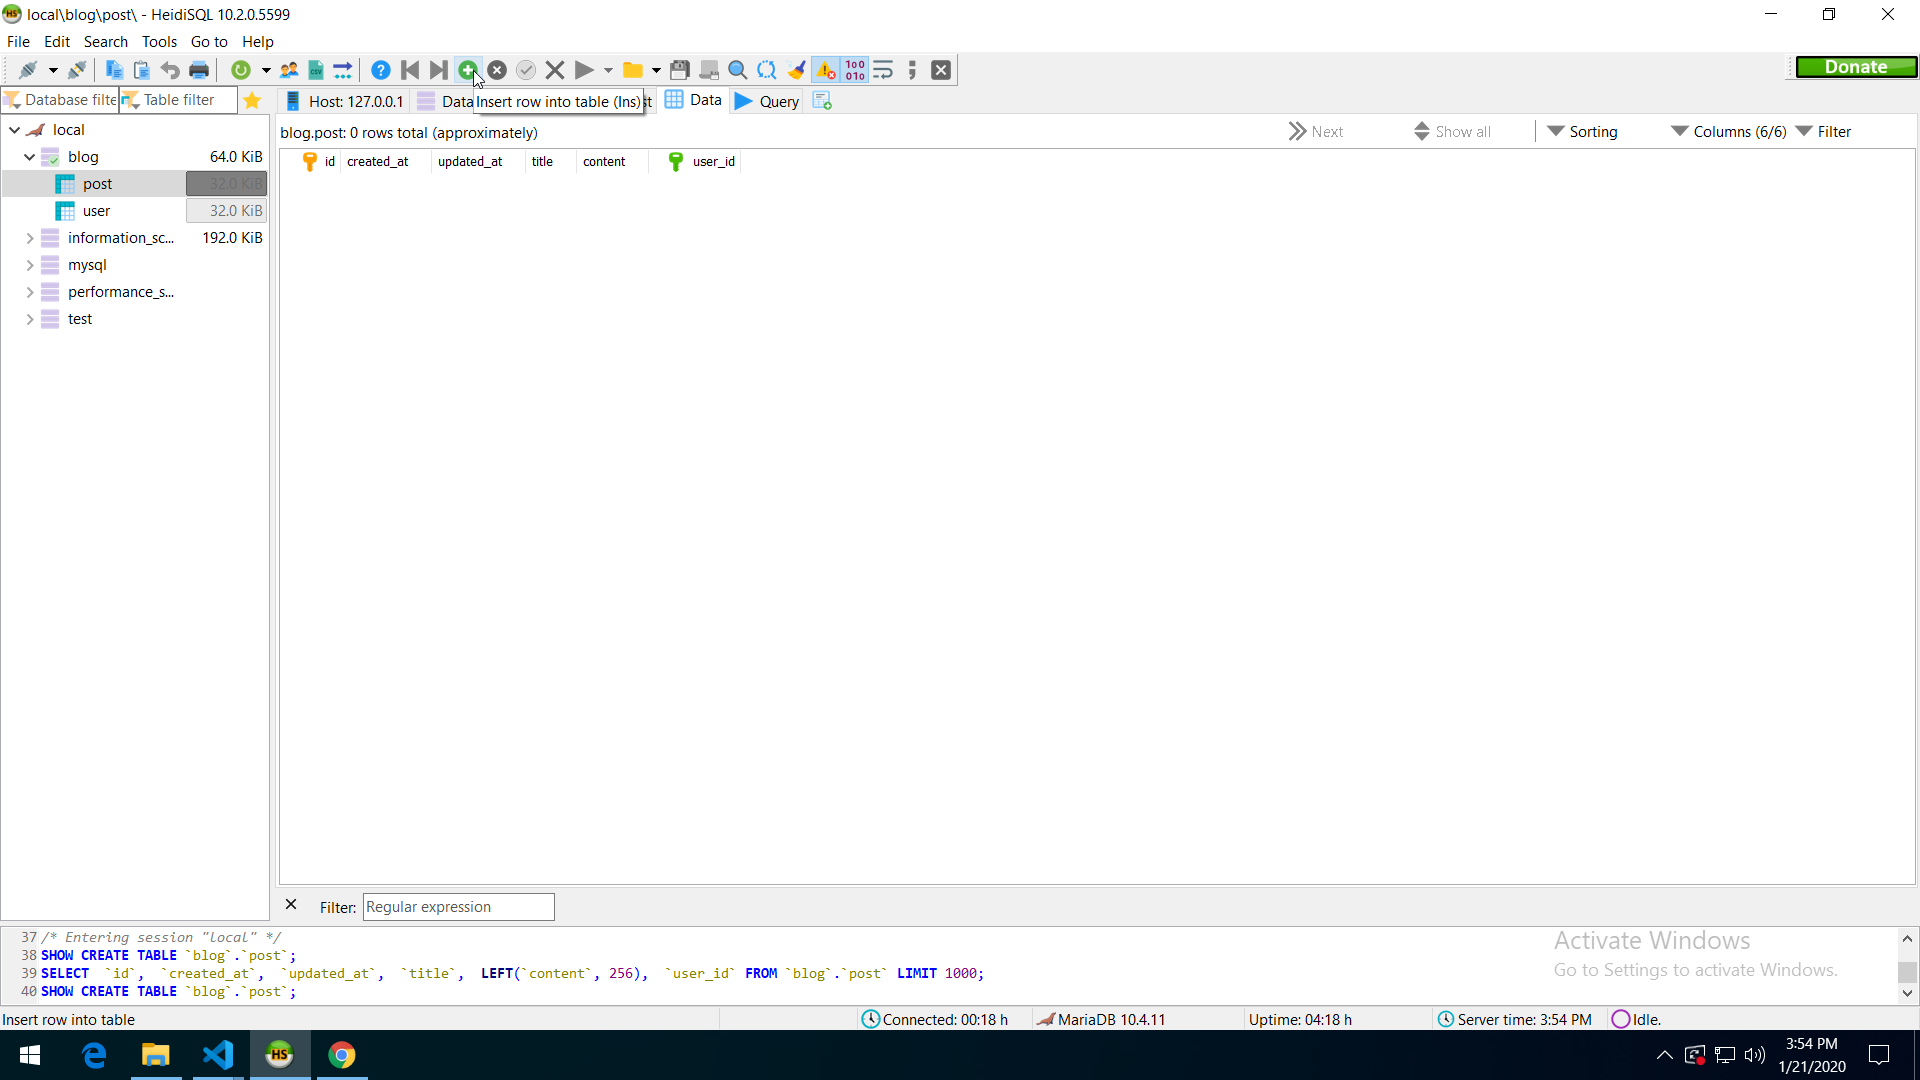 local\blog\post\ - HeidiSQL 10.2.0.5599
File Edit Search Tools Go to Help
Donate
Database filte Table filter
Host: 127.0.0.1 Data Insert row into table (Ins) t Data Query
local
blog 64.0 KiB
post 32.0 KiB
user 32.0 KiB
information_sc... 192.0 KiB
mysql
performance_s...
test
blog.post: 0 rows total (approximately) Next Show all Sorting Columns (6/6) Filter
id created_at updated_at title content user_id
Filter: Regular expression
37 /* Entering session "local" */
38 SHOW CREATE TABLE `blog`.`post`;
39 SELECT `id`, `created_at`, `updated_at`, `title`, LEFT(`content`, 256), `user_id` FROM `blog`.`post` LIMIT 1000;
40 SHOW CREATE TABLE `blog`.`post`;
Activate Windows
Go to Settings to activate Windows.
Insert row into table Connected: 00:18 h MariaDB 10.4.11 Uptime: 04:18 h Server time: 3:54 PM Idle.
HS
3:54 PM
1/21/2020